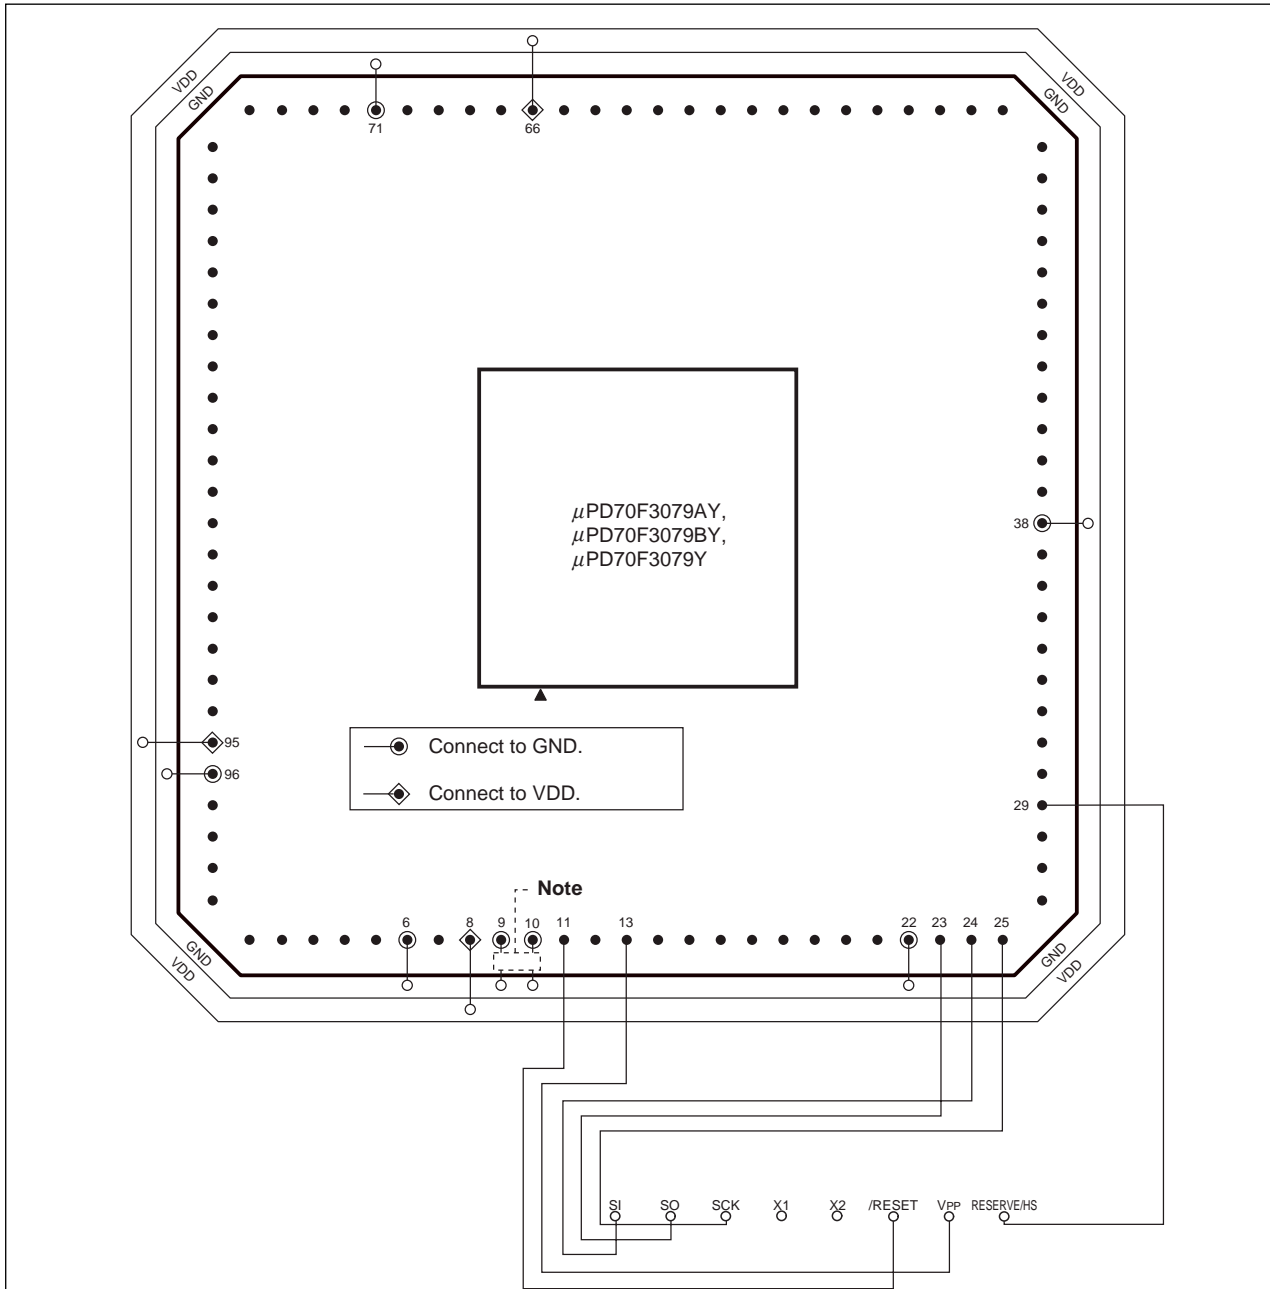 VDD
GND
VDD
GND
71
66
μPD70F3079AY,
μPD70F3079BY,
μPD70F3079Y
38
95
96
Connect to GND.
Connect to VDD.
29
Note
6
8
9
10
11
13
22
23
24
25
GND
VDD
GND
VDD
SI
SO
SCK
X1
X2
/RESET
VPP
RESERVE/HS